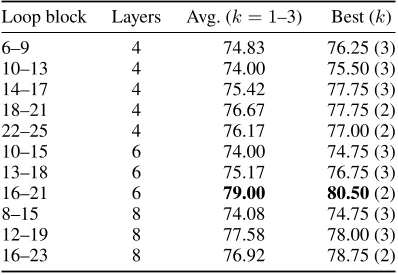 Loop block Layers Avg. (k = 1–3) Best (k)
6–9 4 74.83 76.25 (3)
10–13 4 74.00 75.50 (3)
14–17 4 75.42 77.75 (3)
18–21 4 76.67 77.75 (2)
22–25 4 76.17 77.00 (2)
10–15 6 74.00 74.75 (3)
13–18 6 75.17 76.75 (3)
16–21 6 79.00 80.50 (2)
8–15 8 74.08 74.75 (3)
12–19 8 77.58 78.00 (3)
16–23 8 76.92 78.75 (2)